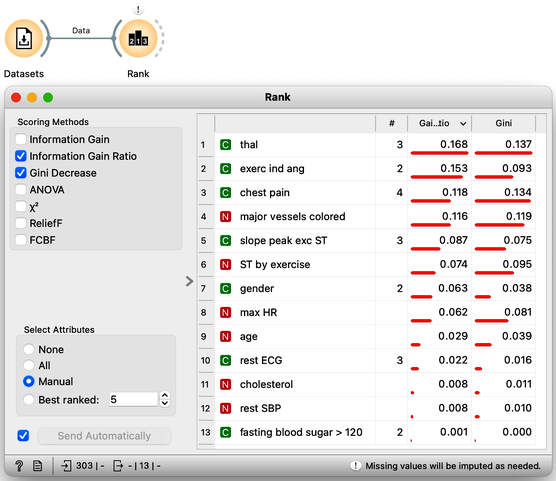 !
Data
1 2 3
Datasets
Rank
Rank
Scoring Methods
Information Gain
Information Gain Ratio
Gini Decrease
ANOVA
χ²
ReliefF
FCBF
Select Attributes
None
All
Manual
Best ranked: 5
Send Automatically
# Gai...tio Gini
1 C thal 3 0.168 0.137
2 C exerc ind ang 2 0.153 0.093
3 C chest pain 4 0.118 0.134
4 N major vessels colored 0.116 0.119
5 C slope peak exc ST 3 0.087 0.075
6 N ST by exercise 0.074 0.095
7 C gender 2 0.063 0.038
8 N max HR 0.062 0.081
9 N age 0.029 0.039
10 C rest ECG 3 0.022 0.016
11 N cholesterol 0.008 0.011
12 N rest SBP 0.008 0.010
13 C fasting blood sugar > 120 2 0.001 0.000
? 303 | - - | 13 | - ! Missing values will be imputed as needed.